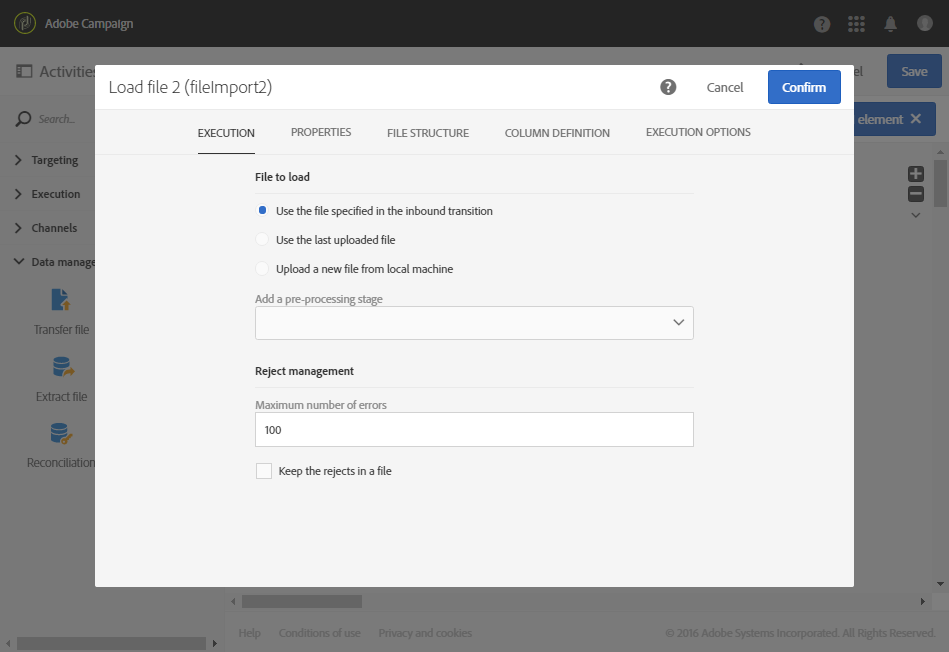 Adobe Campaign
Activities
Save
Load file 2 (fileImport2)
Cancel
Confirm
element
Search...
EXECUTION
PROPERTIES
FILE STRUCTURE
COLUMN DEFINITION
EXECUTION OPTIONS
Targeting
Execution
Channels
Data manage
Transfer file
Extract file
Reconciliation
File to load
Use the file specified in the inbound transition
Use the last uploaded file
Upload a new file from local machine
Add a pre-processing stage
Reject management
Maximum number of errors
100
Keep the rejects in a file
Help
Conditions of use
Privacy and cookies
© 2016 Adobe Systems Incorporated. All Rights Reserved.